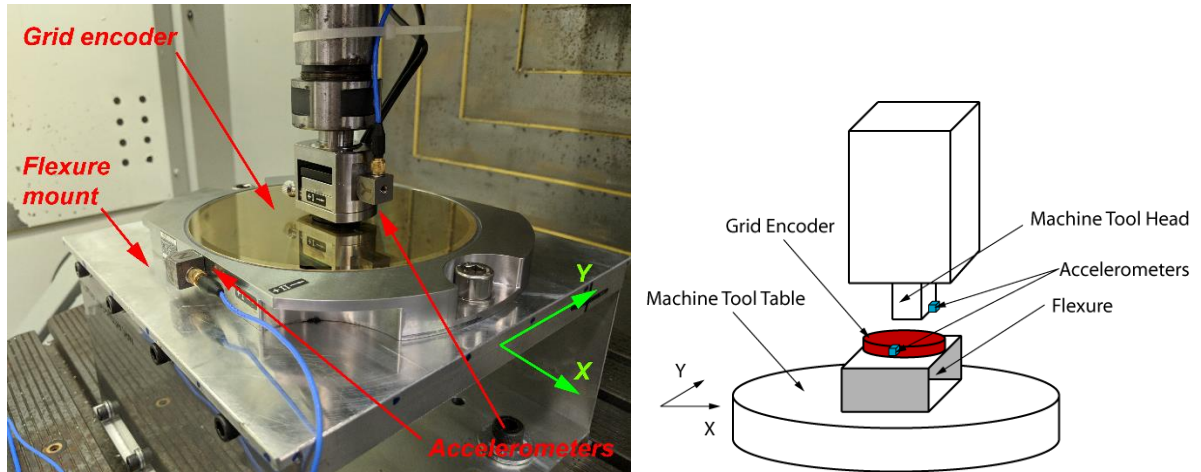 Grid encoder
Flexure
mount
Y
X
Accelerometers
Grid Encoder
Machine Tool Head
Accelerometers
Machine Tool Table
Flexure
Y
X